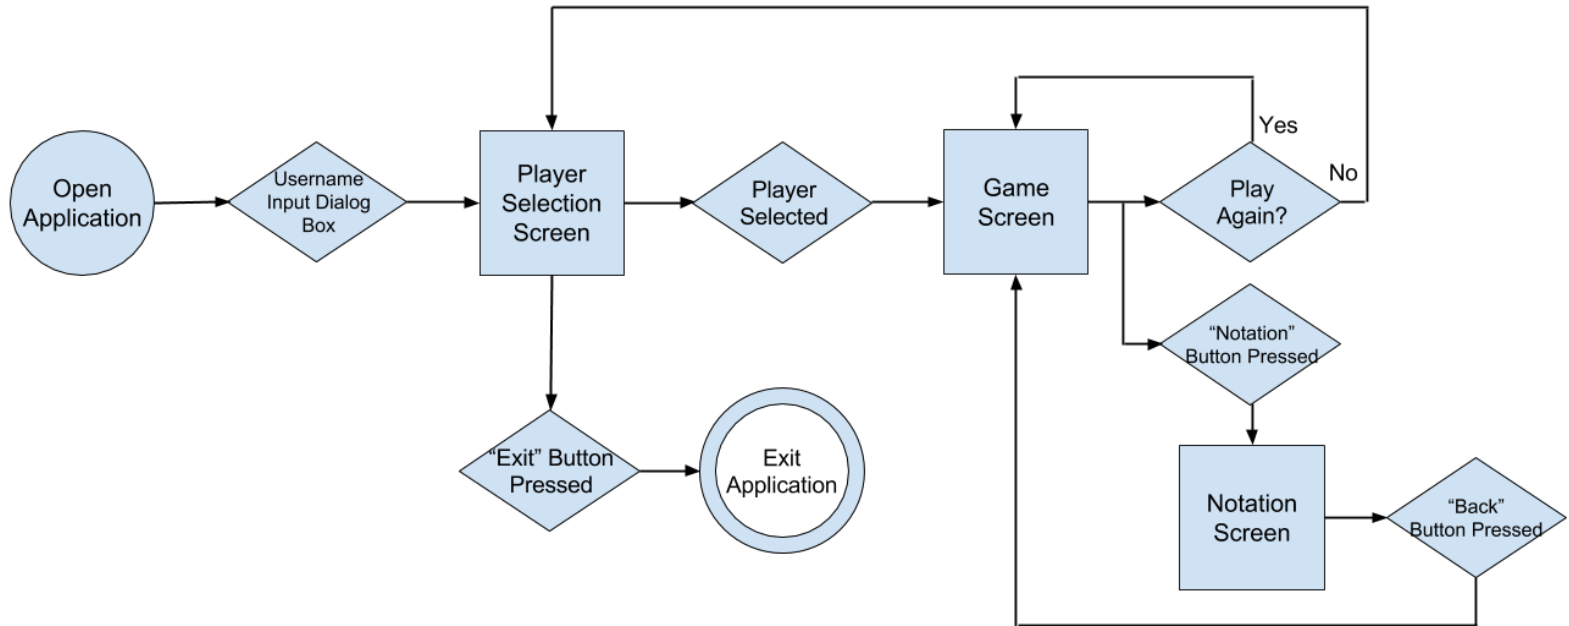 Open
Application
Username
Input Dialog
Box
Player
Selection
Screen
Player
Selected
Game
Screen
Yes
Play
Again?
No
“Notation”
Button Pressed
“Exit” Button
Pressed
Exit
Application
Notation
Screen
“Back”
Button Pressed